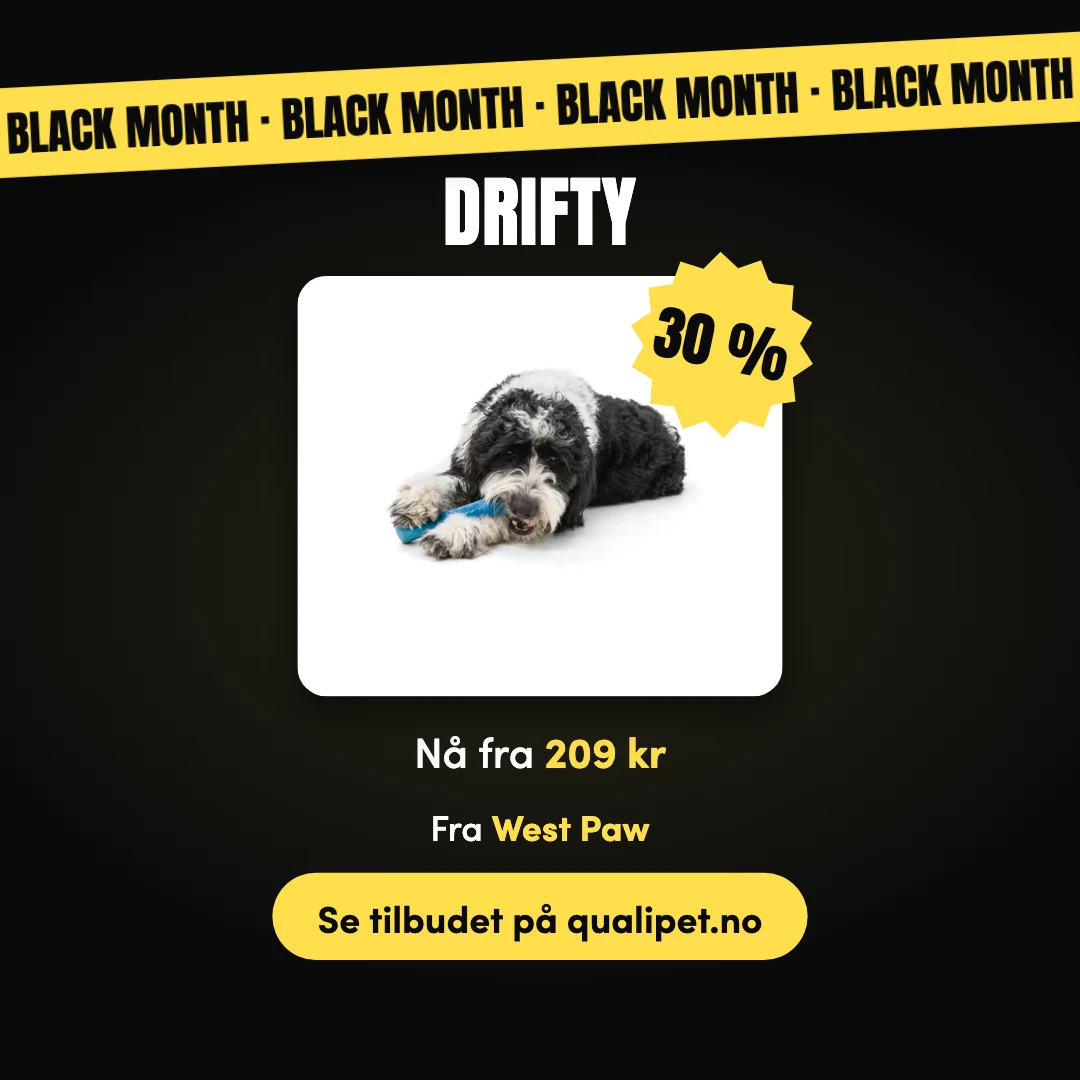 BLACK MONTH · BLACK MONTH · BLACK MONTH · BLACK MONTH
DRIFTY
30 %
Nå fra 209 kr
Fra West Paw
Se tilbudet på qualipet.no